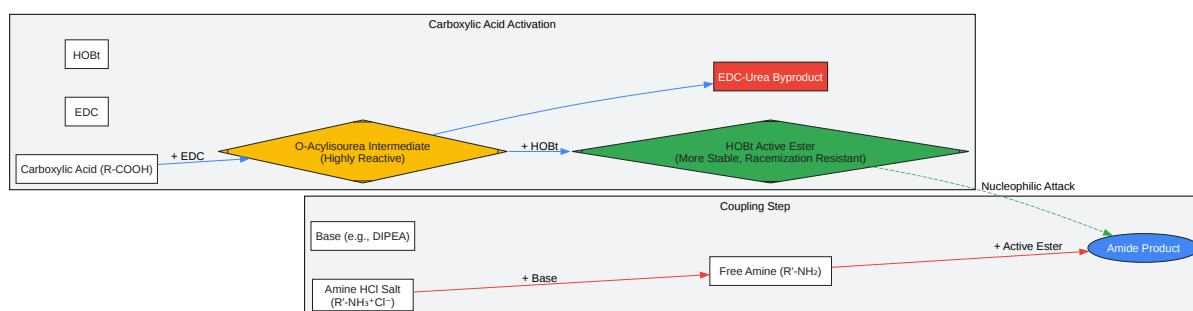 Carboxylic Acid Activation
HOBt
EDC-Urea Byproduct
EDC
+ EDC
O-Acylisourea Intermediate
(Highly Reactive)
+ HOBt
HOBt Active Ester
(More Stable, Racemization Resistant)
Carboxylic Acid (R-COOH)
Nucleophilic Attack
Coupling Step
Base (e.g., DIPEA)
+ Active Ester
Amide Product
+ Base
Free Amine (R'-NH₂)
Amine HCl Salt
(R'-NH₃⁺Cl⁻)